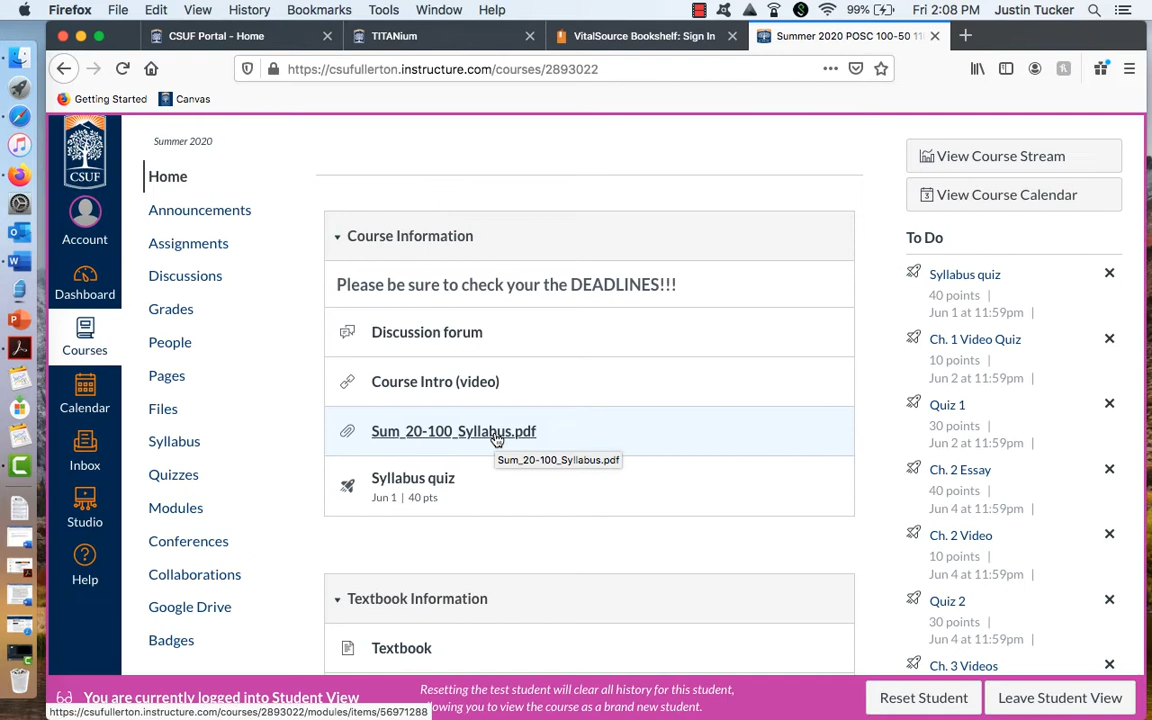 Firefox File Edit View History Bookmarks Tools Window Help 99% Fri 2:08 PM Justin Tucker
CSUF Portal - Home TITANium VitalSource Bookshelf: Sign In Summer 2020 POSC 100-50
https://csufullerton.instructure.com/courses/2893022
Getting Started Canvas
CSUF
Account
Dashboard
Courses
Calendar
Inbox
Studio
Help
Summer 2020
Home
Announcements
Assignments
Discussions
Grades
People
Pages
Files
Syllabus
Quizzes
Modules
Conferences
Collaborations
Google Drive
Badges
Course Information
Please be sure to check your the DEADLINES!!!
Discussion forum
Course Intro (video)
Sum_20-100_Syllabus.pdf
Sum_20-100_Syllabus.pdf
Syllabus quiz
Jun 1 | 40 pts
Textbook Information
Textbook
View Course Stream
View Course Calendar
To Do
Syllabus quiz
40 points |
Jun 1 at 11:59pm
Ch. 1 Video Quiz
10 points |
Jun 2 at 11:59pm
Quiz 1
30 points |
Jun 2 at 11:59pm
Ch. 2 Essay
40 points |
Jun 4 at 11:59pm
Ch. 2 Video
10 points |
Jun 4 at 11:59pm
Quiz 2
30 points |
Jun 4 at 11:59pm
Ch. 3 Videos
You are currently logged into Student View
Resetting the test student will clear all history for this student,
allowing you to view the course as a brand new student.
Reset Student Leave Student View
https://csufullerton.instructure.com/courses/2893022/modules/items/56971288